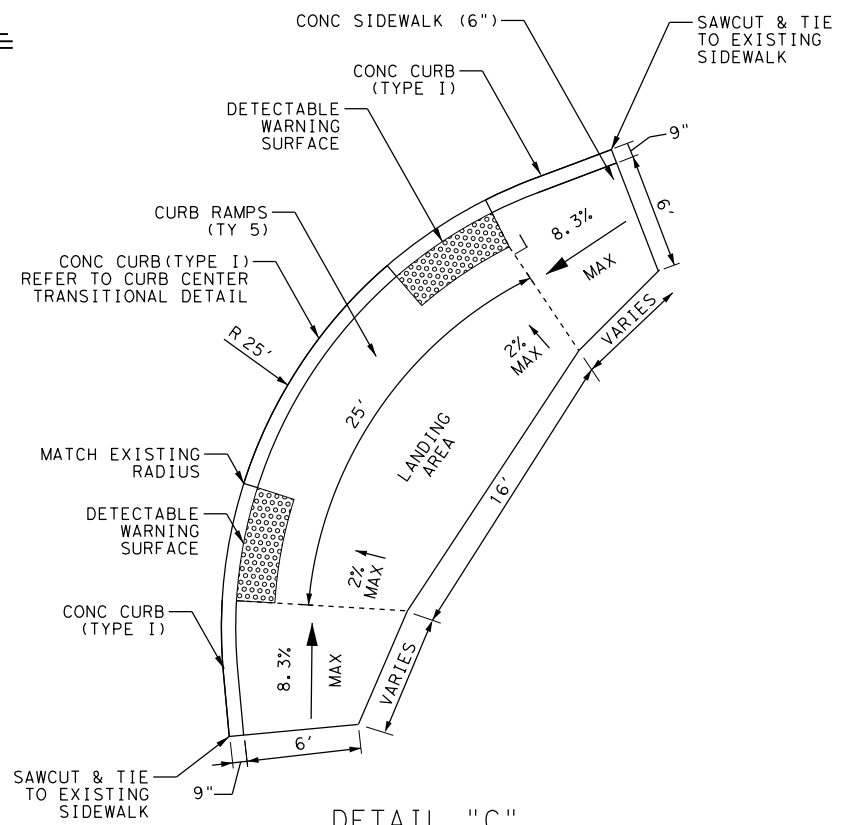 CONC SIDEWALK (6")
SAWCUT & TIE
TO EXISTING
SIDEWALK
CONC CURB
(TYPE I)
DETECTABLE
WARNING
SURFACE
9"
6'
CURB RAMPS
(TY 5)
8.3%
MAX
CONC CURB(TYPE I)
REFER TO CURB CENTER
TRANSITIONAL DETAIL
VARIES
R 25'
2%
MAX
25'
LANDING
AREA
MATCH EXISTING
RADIUS
16'
DETECTABLE
WARNING
SURFACE
2%
MAX
CONC CURB
(TYPE I)
8.3%
MAX
VARIES
6'
SAWCUT & TIE
TO EXISTING
SIDEWALK
9"
DETAIL "C"